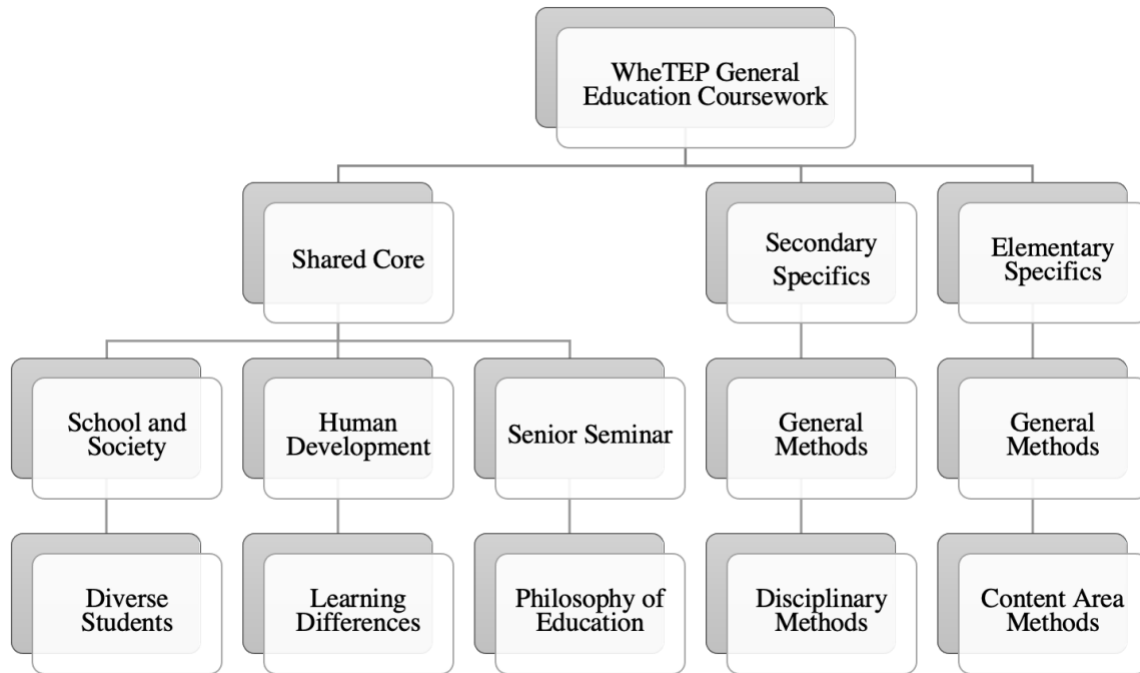 WheTEP General
Education Coursework
Shared Core
Secondary
Specifics
Elementary
Specifics
School and
Society
Human
Development
Senior Seminar
General
Methods
General
Methods
Diverse
Students
Learning
Differences
Philosophy of
Education
Disciplinary
Methods
Content Area
Methods